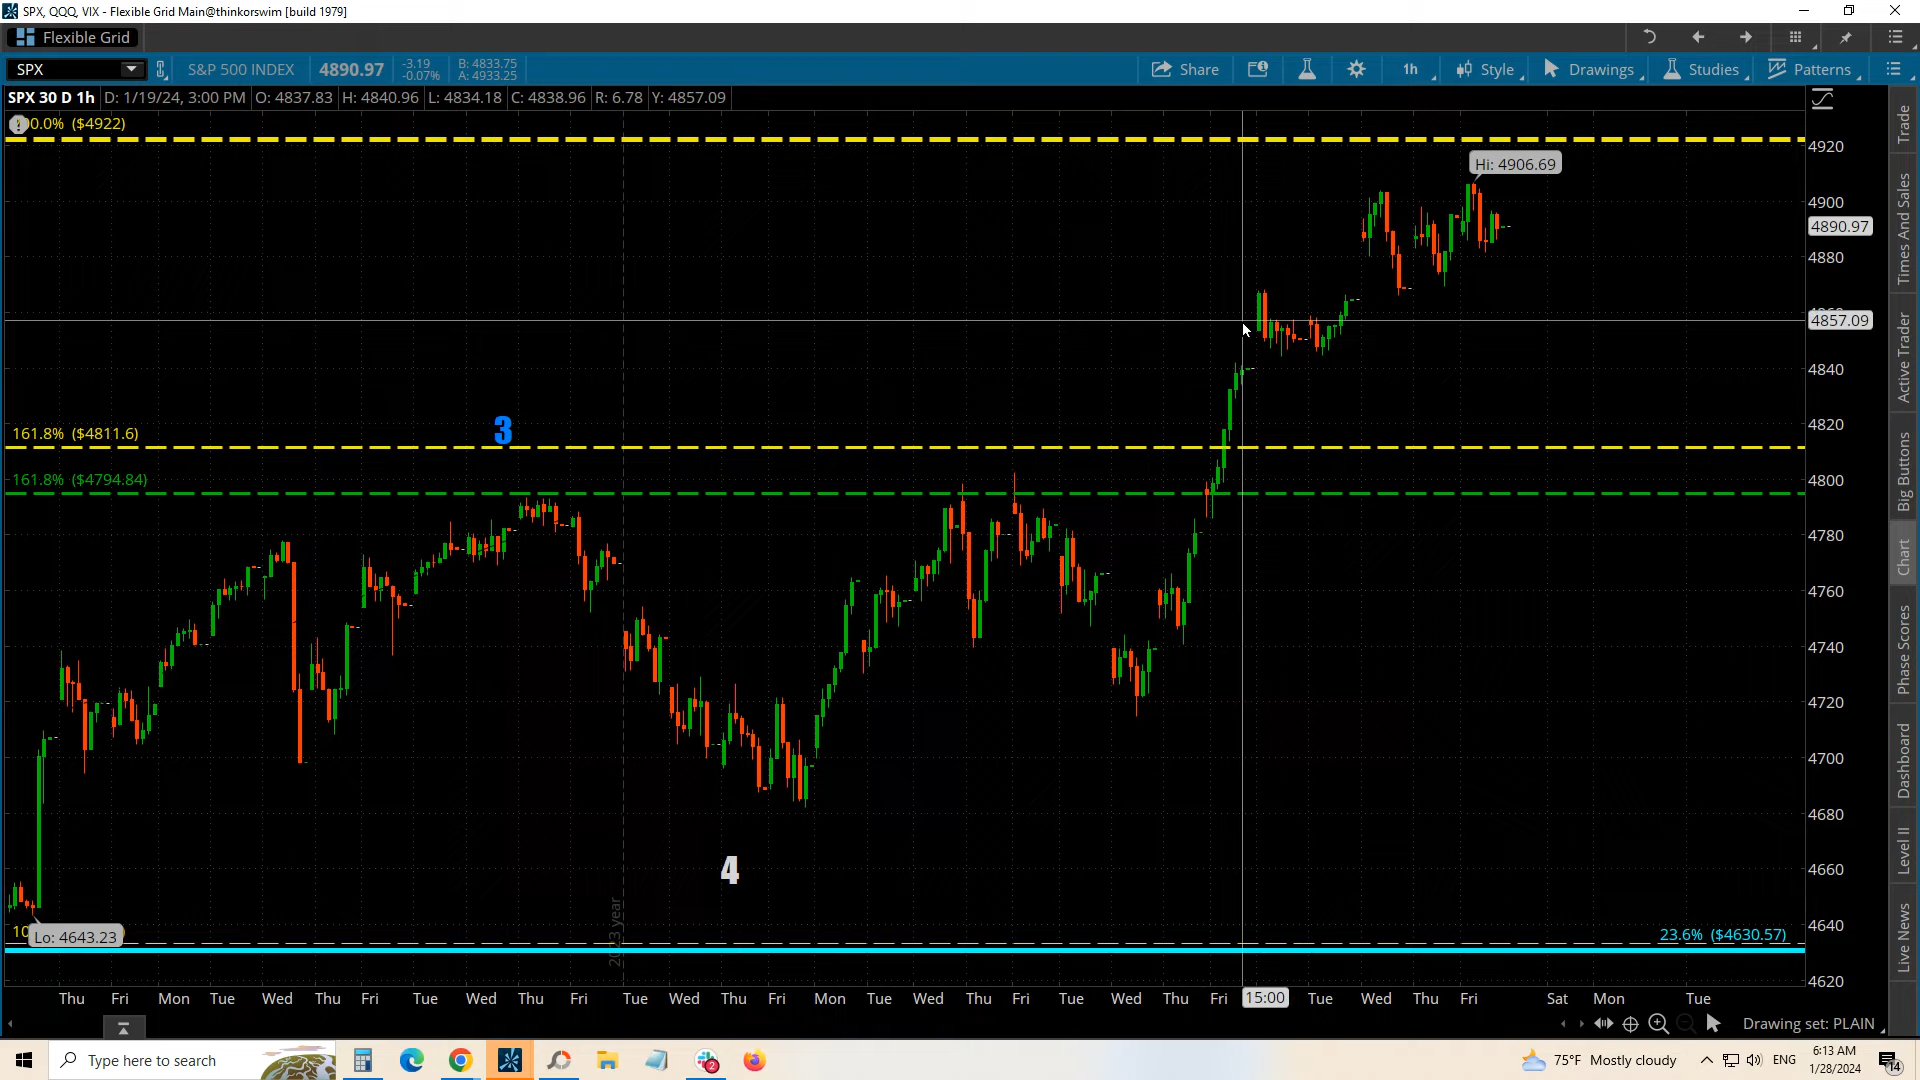 SPX, QQQ, VIX - Flexible Grid Main@thinkorswim [build 1979]
Flexible Grid
SPX S&P 500 INDEX 4890.97 -3.19 -0.07% B: 4833.75 A: 4933.25 Share 1h Style Drawings Studies Patterns
SPX 30 D 1h D: 1/19/24, 3:00 PM O: 4837.83 H: 4840.96 L: 4834.18 C: 4838.96 R: 6.78 Y: 4857.09
($4922)
Hi: 4906.69
161.8% ($4811.6)
3
161.8% ($4794.84)
4
Lo: 4643.23
23.6% ($4630.57)
2023 year
4920
4900
4890.97
4880
4857.09
4840
4820
4800
4780
4760
4740
4720
4700
4680
4660
4640
4620
Thu Fri Mon Tue Wed Thu Fri Tue Wed Thu Fri Tue Wed Thu Fri Mon Tue Wed Thu Fri Tue Wed Thu Fri 15:00 Tue Wed Thu Fri Sat Mon Tue
Drawing set: PLAIN
Trade
Times And Sales
Active Trader
Big Buttons
Chart
Phase Scores
Dashboard
Level II
Live News
Type here to search
2
75°F Mostly cloudy
ENG
6:13 AM
1/28/2024
14